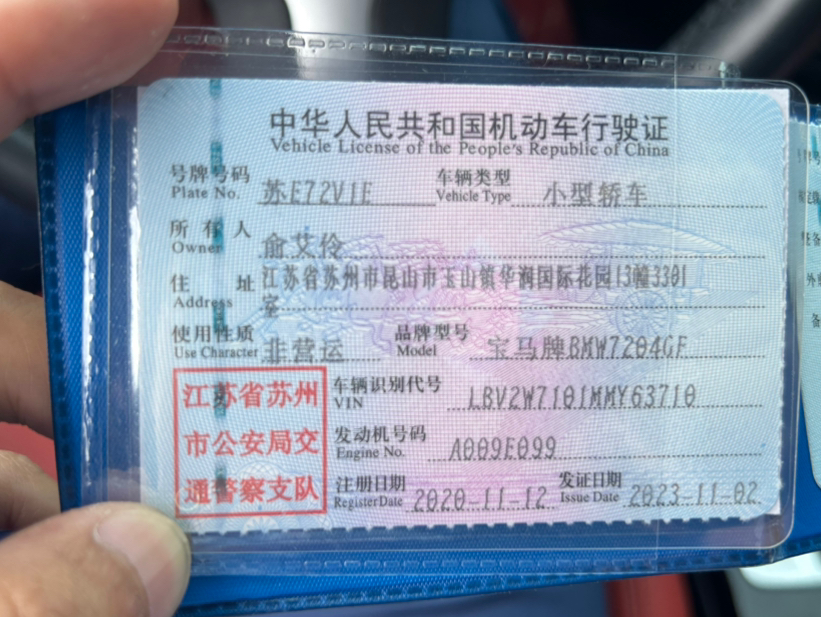 中华人民共和国机动车行驶证
Vehicle License of the People's Republic of China
号牌号码 苏E72V1E 车辆类型 小型轿车
Plate No. Vehicle Type
所有人 俞艾伶
Owner
住址 江苏省苏州市昆山市玉山镇华润国际花园13幢3301
Address 室
使用性质 非营运 品牌型号 宝马牌BMW7204GF
Use Character Model
江苏省苏州 车辆识别代号 LBV2W7101MMY63710
VIN
市公安局交 发动机号码 A009E099
Engine No.
通警察支队 注册日期 2020-11-12 发证日期 2023-11-02
Register Date Issue Date